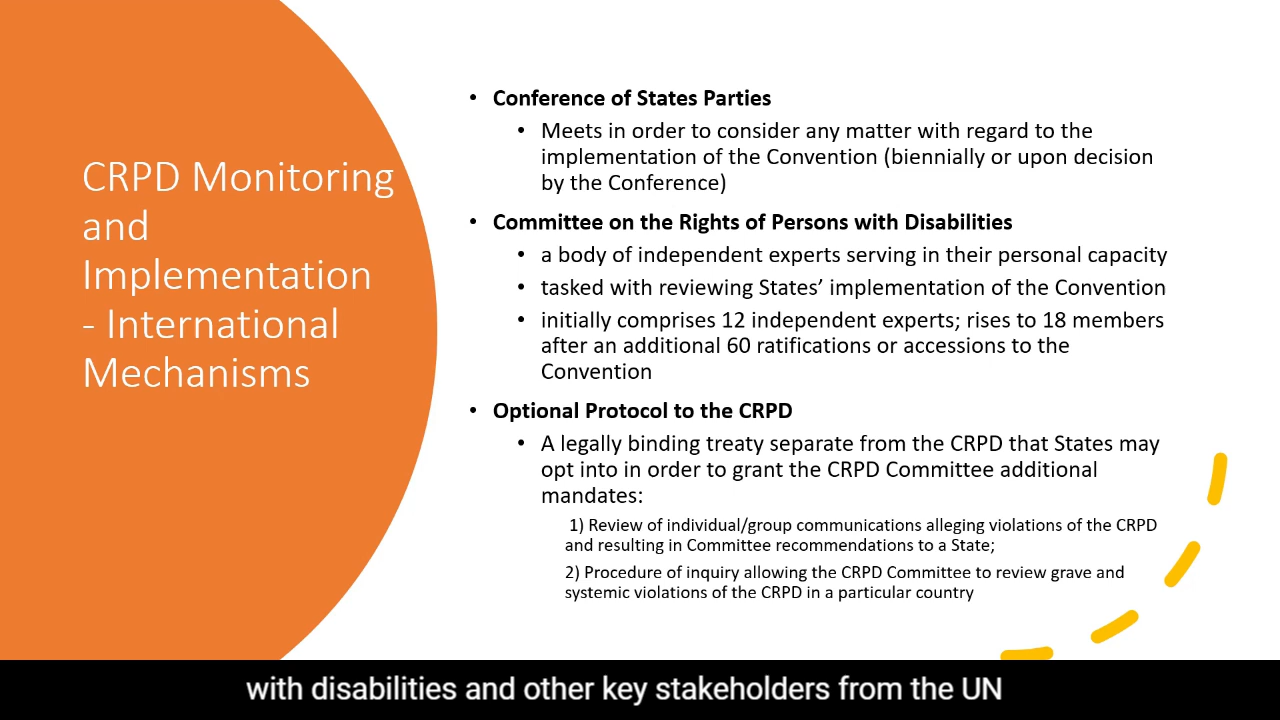 CRPD Monitoring
and
Implementation
- International
Mechanisms
• Conference of States Parties
• Meets in order to consider any matter with regard to the
implementation of the Convention (biennially or upon decision
by the Conference)
• Committee on the Rights of Persons with Disabilities
• a body of independent experts serving in their personal capacity
• tasked with reviewing States’ implementation of the Convention
• initially comprises 12 independent experts; rises to 18 members
after an additional 60 ratifications or accessions to the
Convention
• Optional Protocol to the CRPD
• A legally binding treaty separate from the CRPD that States may
opt into in order to grant the CRPD Committee additional
mandates:
1) Review of individual/group communications alleging violations of the CRPD
and resulting in Committee recommendations to a State;
2) Procedure of inquiry allowing the CRPD Committee to review grave and
systemic violations of the CRPD in a particular country
with disabilities and other key stakeholders from the UN